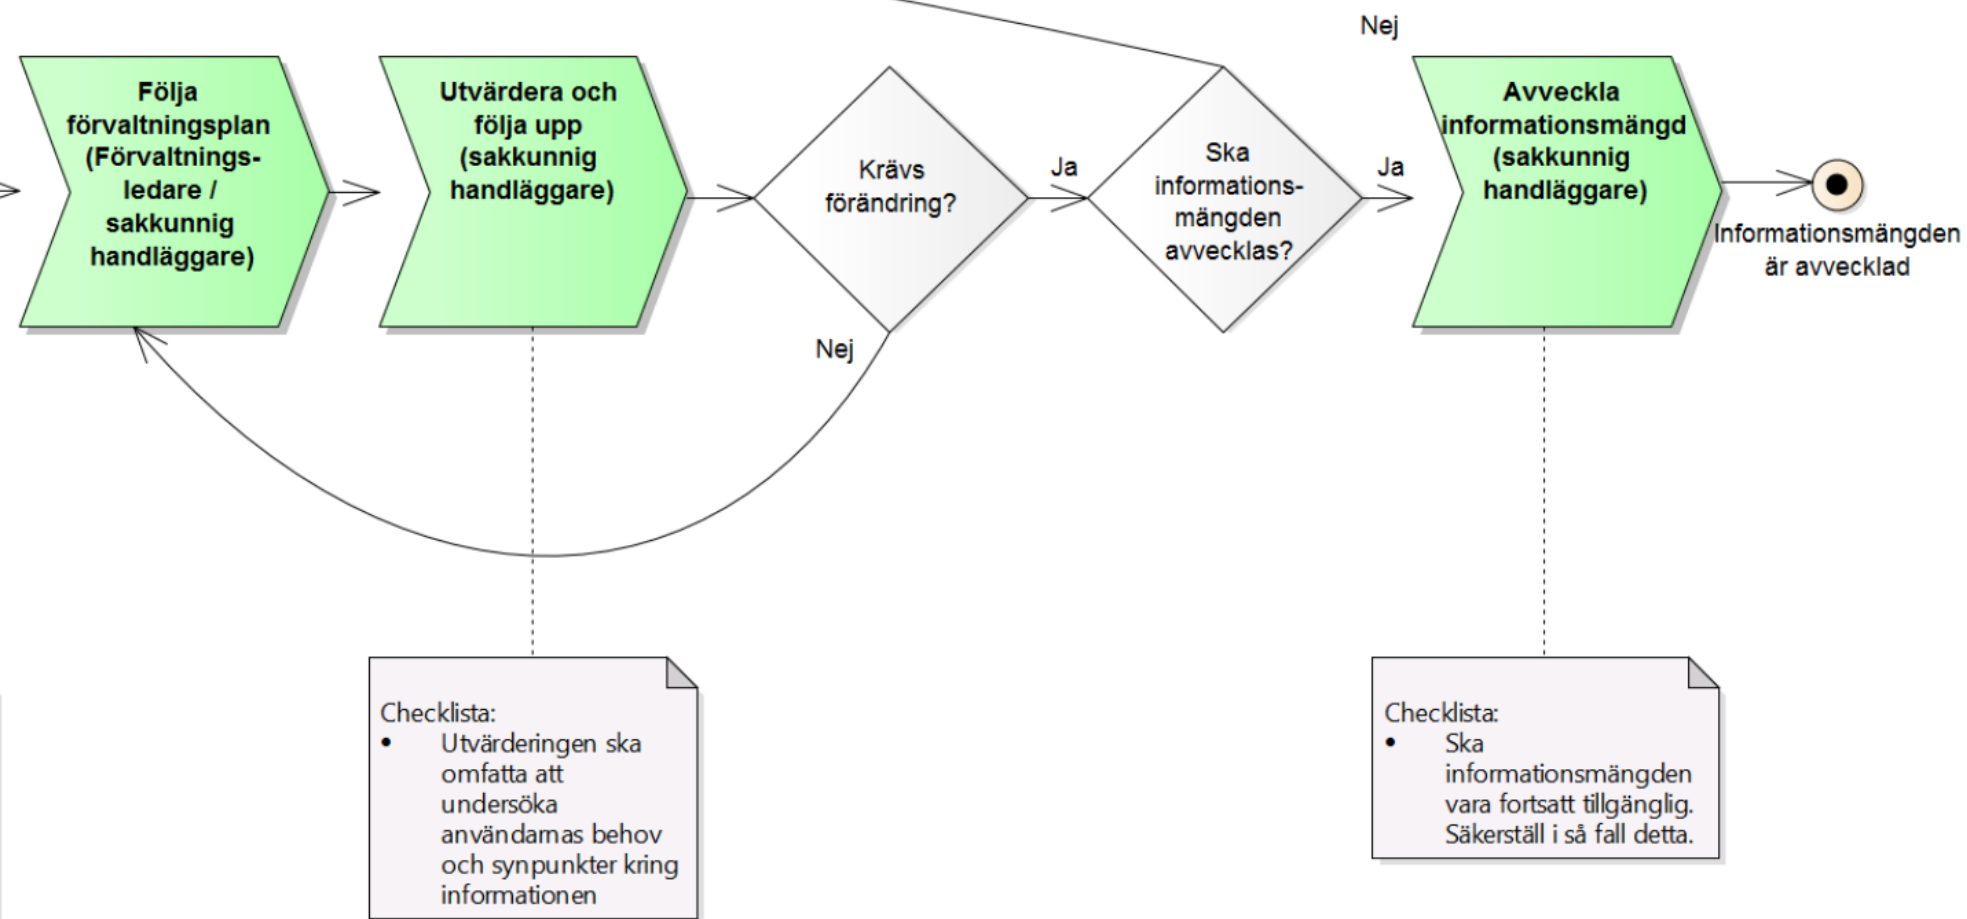 Nej
Följa
förvaltningsplan
(Förvaltnings-
ledare /
sakkunnig
handläggare)
Utvärdera och
följa upp
(sakkunnig
handläggare)
Krävs
förändring?
Ja
Nej
Ska
informations-
mängden
avvecklas?
Ja
Avveckla
informationsmängd
(sakkunnig
handläggare)
Informationsmängden
är avvecklad
Checklista:
• Utvärderingen ska
omfatta att
undersöka
användarnas behov
och synpunkter kring
informationen
Checklista:
• Ska
informationsmängden
vara fortsatt tillgänglig.
Säkerställ i så fall detta.